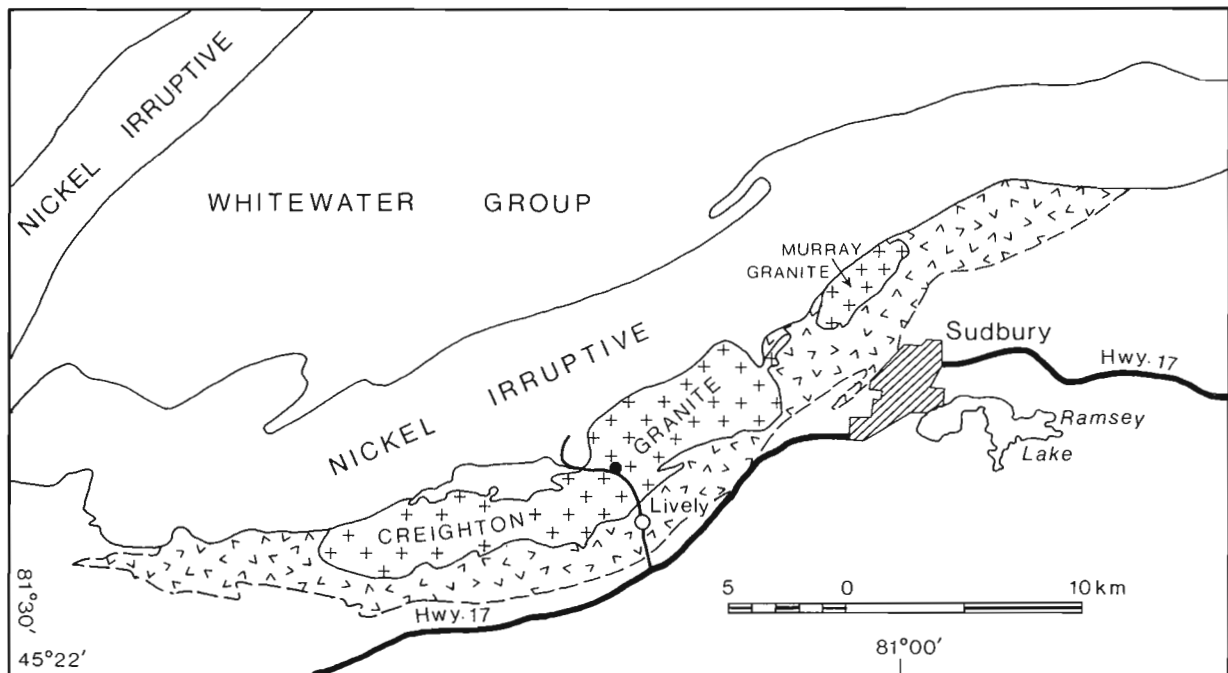 NICKEL IRRUPTIVE
WHITEWATER GROUP
MURRAY
GRANITE
Sudbury
Hwy. 17
NICKEL IRRUPTIVE
GRANITE
Ramsey
Lake
Lively
CREIGHTON
81°30′
45°22′
Hwy. 17
5 0 10 km
81°00′